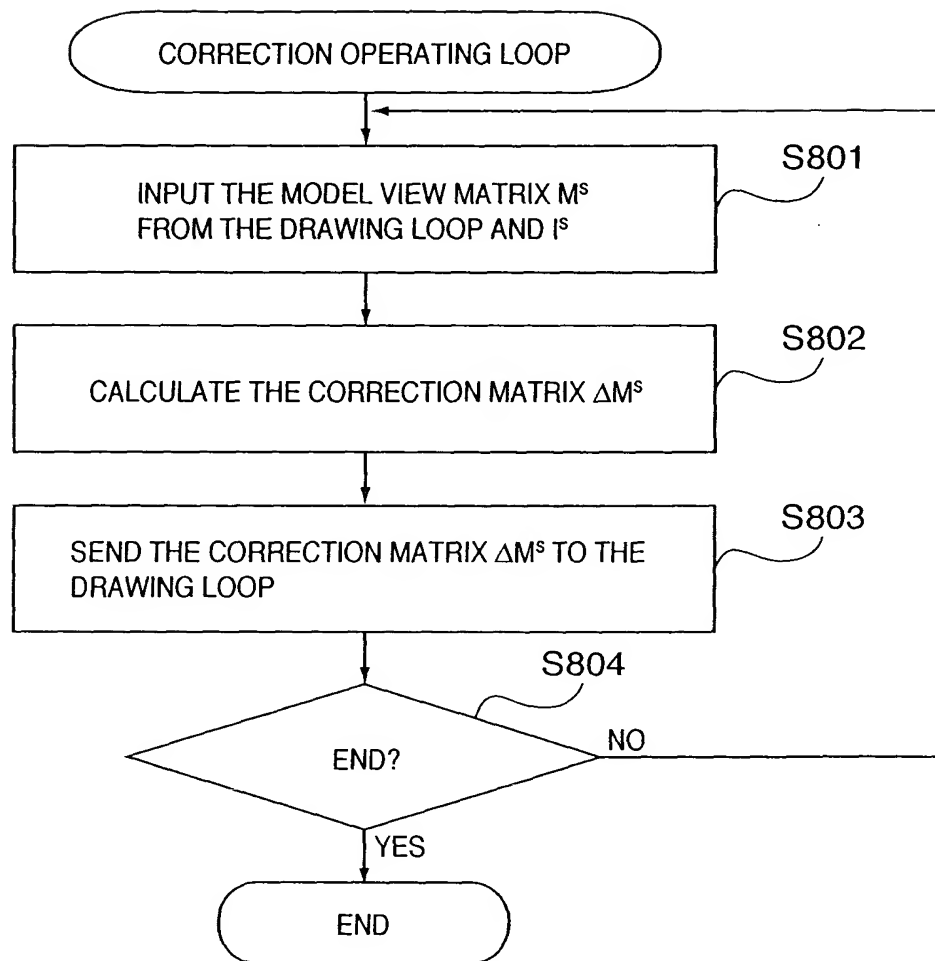 CORRECTION OPERATING LOOP
S801
INPUT THE MODEL VIEW MATRIX Mˢ
FROM THE DRAWING LOOP AND Iˢ
S802
CALCULATE THE CORRECTION MATRIX ΔMˢ
S803
SEND THE CORRECTION MATRIX ΔMˢ TO THE
DRAWING LOOP
S804
END?
NO
YES
END